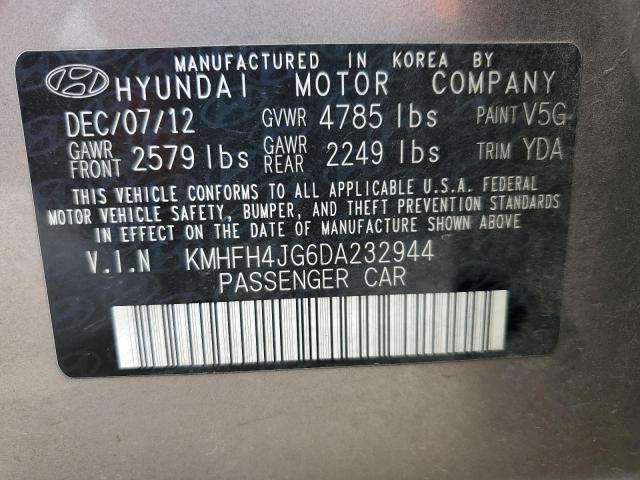 MANUFACTURED IN KOREA BY
HYUNDAI MOTOR COMPANY
DEC/07/12 GVWR 4785 lbs PAINT V5G
GAWR FRONT 2579 lbs GAWR REAR 2249 lbs TRIM YDA
THIS VEHICLE CONFORMS TO ALL APPLICABLE U.S.A. FEDERAL
MOTOR VEHICLE SAFETY, BUMPER, AND THEFT PREVENTION STANDARDS
IN EFFECT ON THE DATE OF MANUFACTURE SHOWN ABOVE
V.I.N KMHFH4JG6DA232944
PASSENGER CAR